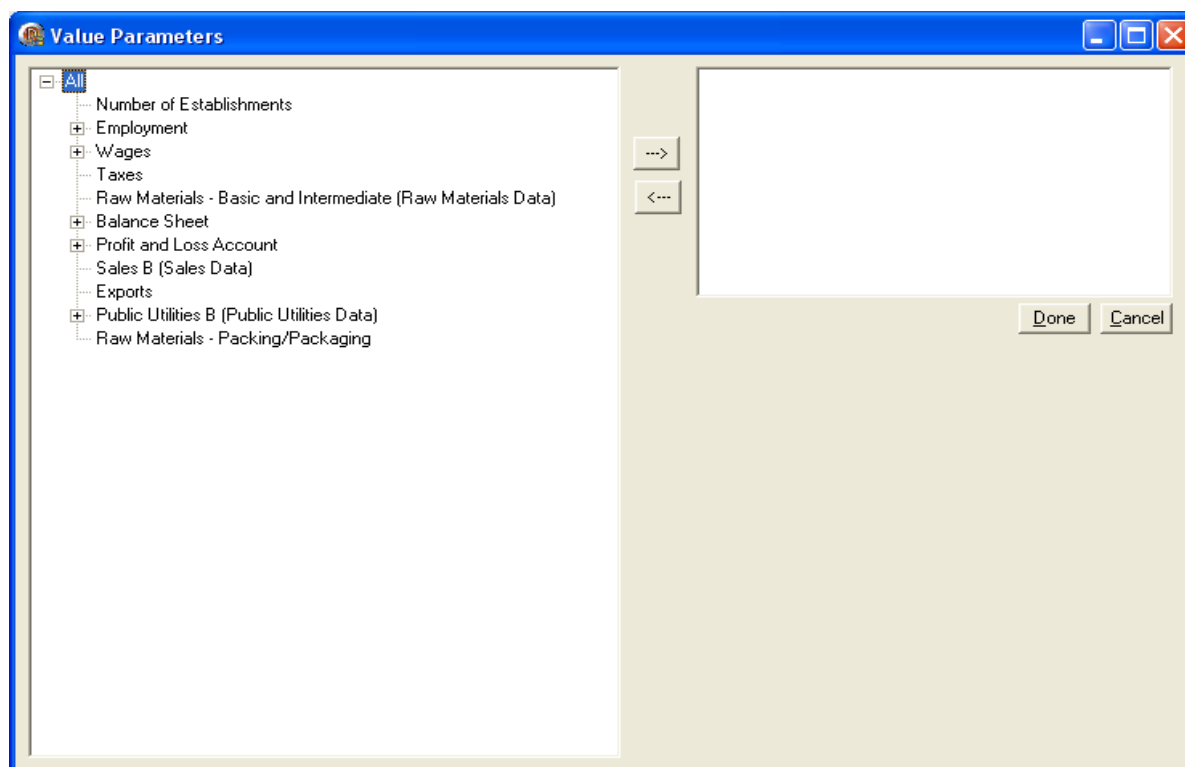 Value Parameters
All
Number of Establishments
Employment
Wages
Taxes
Raw Materials - Basic and Intermediate (Raw Materials Data)
Balance Sheet
Profit and Loss Account
Sales B (Sales Data)
Exports
Public Utilities B (Public Utilities Data)
Raw Materials - Packing/Packaging
--->
<---
Done Cancel